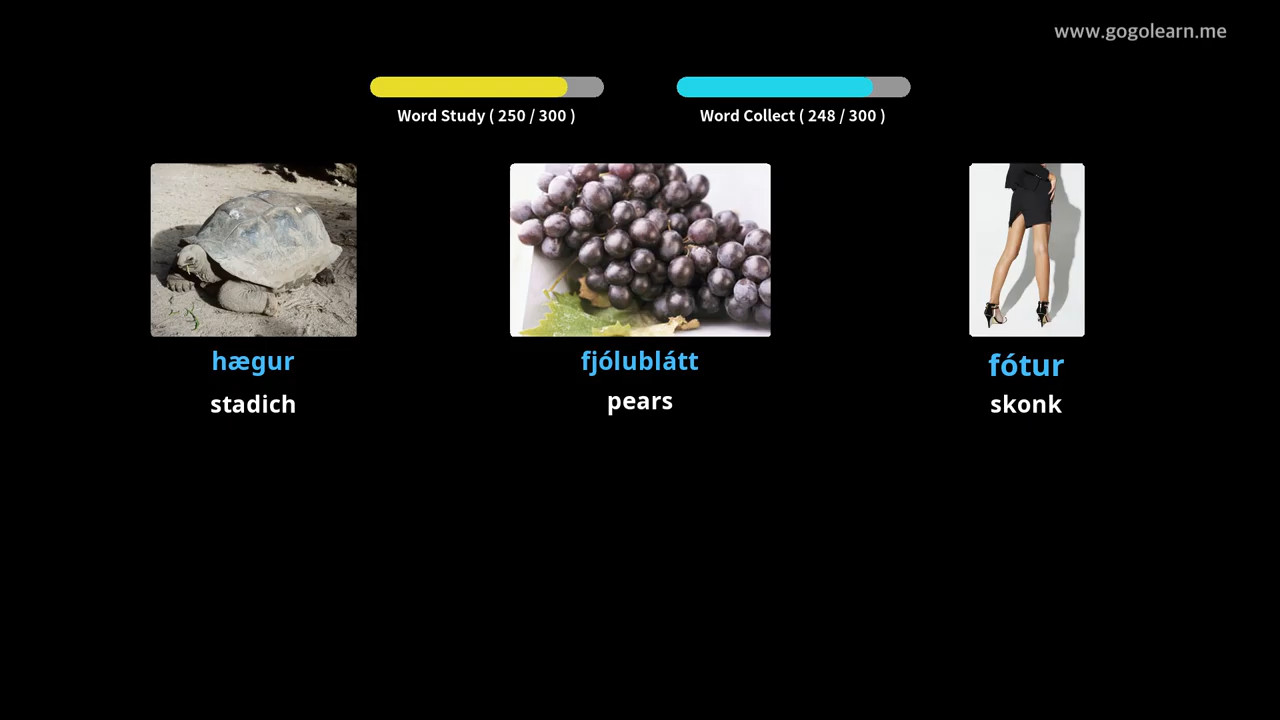 www.gogolearn.me
Word Study ( 250 / 300 )
Word Collect ( 248 / 300 )
hægur
fjólublátt
fótur
stadich
pears
skonk